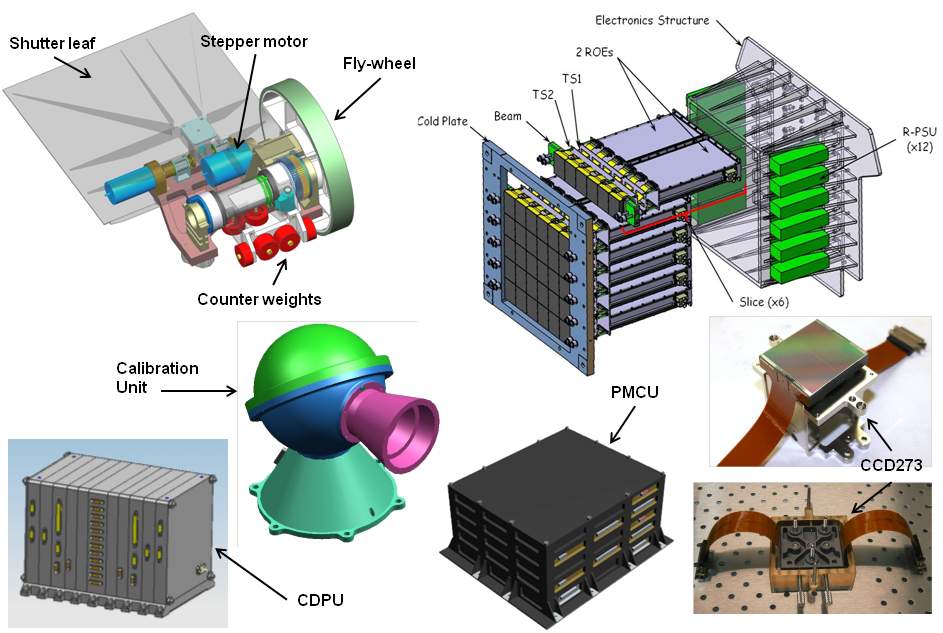 Shutter leaf
Stepper motor
Fly-wheel
Counter weights
Electronics Structure
2 ROEs
TS1
TS2
Beam
Cold Plate
R-PSU
(x12)
Slice (x6)
Calibration
Unit
PMCU
CCD273
CDPU